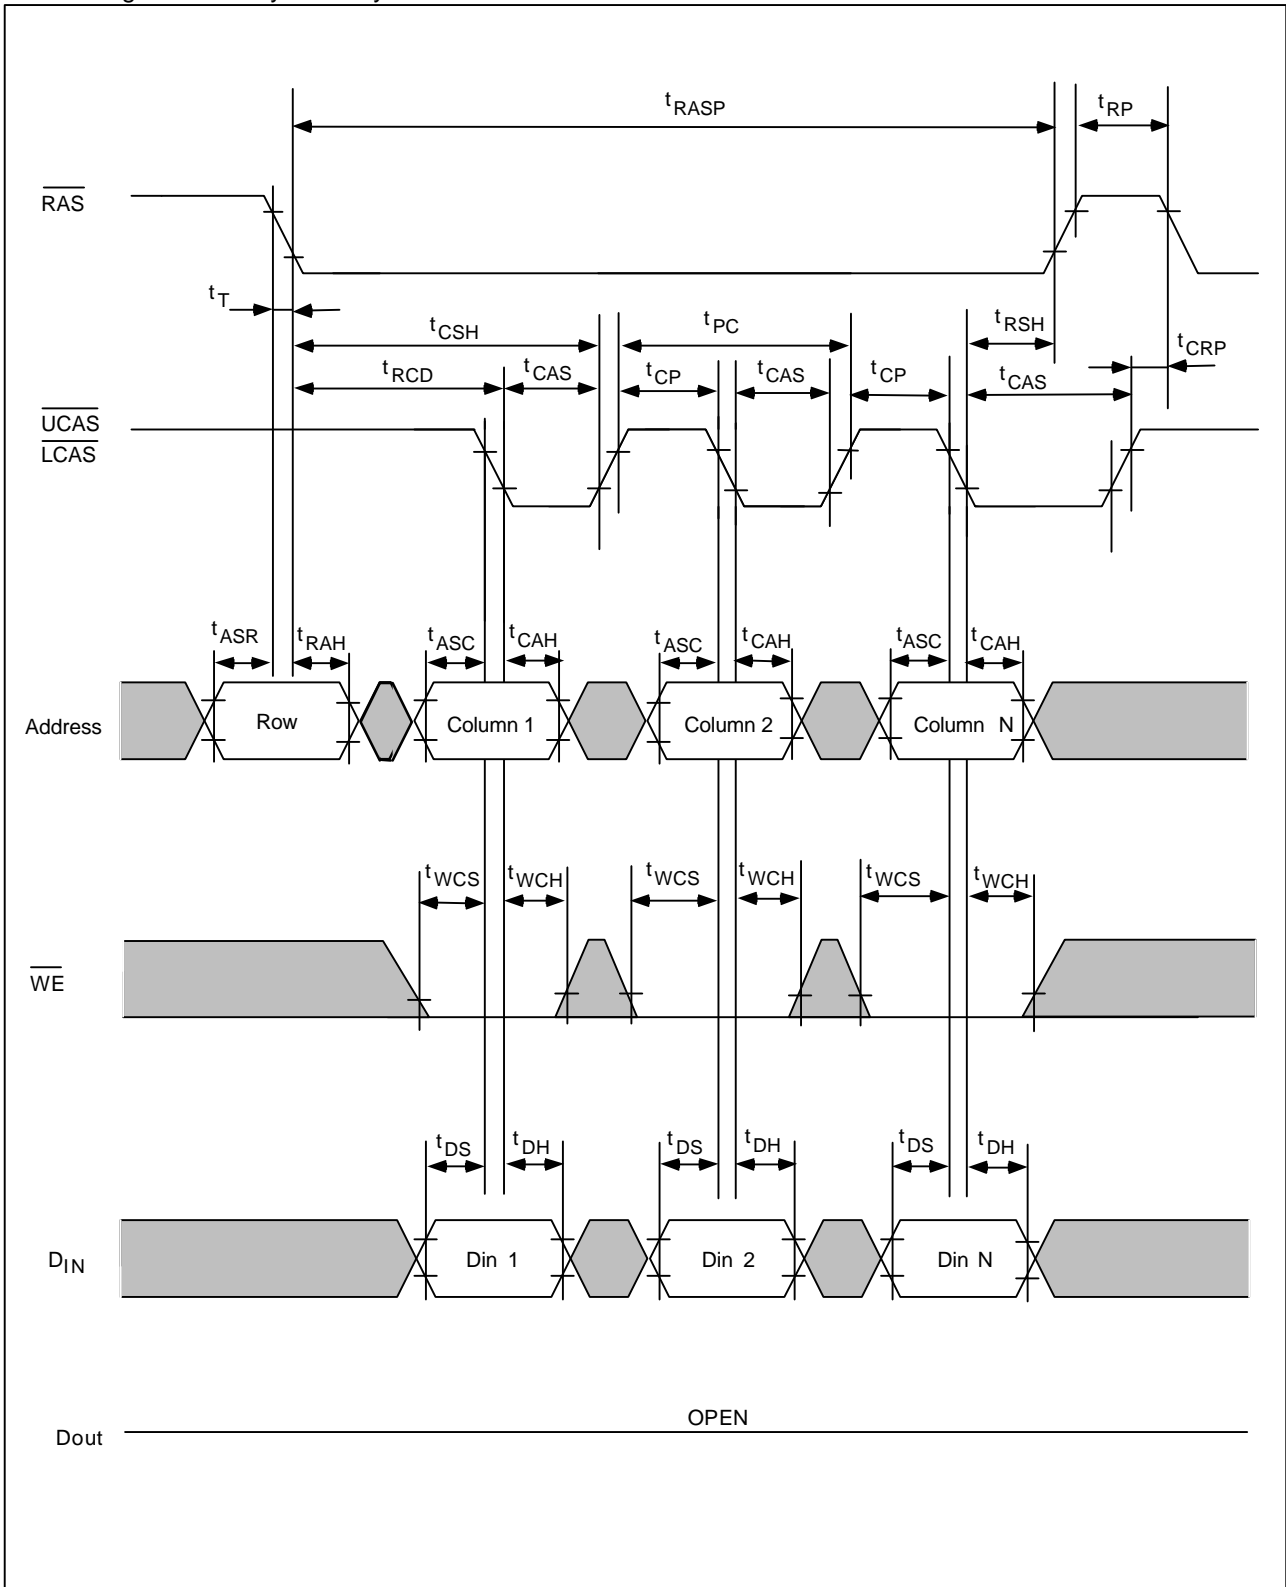 tRASP
tRP
RAS
tT
tCSH
tPC
tRSH
tCRP
tRCD
tCAS
tCP
tCAS
tCP
tCAS
UCAS
LCAS
tASR
tRAH
tASC
tCAH
tASC
tCAH
tASC
tCAH
Address
Row
Column 1
Column 2
Column N
tWCS
tWCH
tWCS
tWCH
tWCS
tWCH
WE
tDS
tDH
tDS
tDH
tDS
tDH
DIN
Din 1
Din 2
Din N
OPEN
Dout